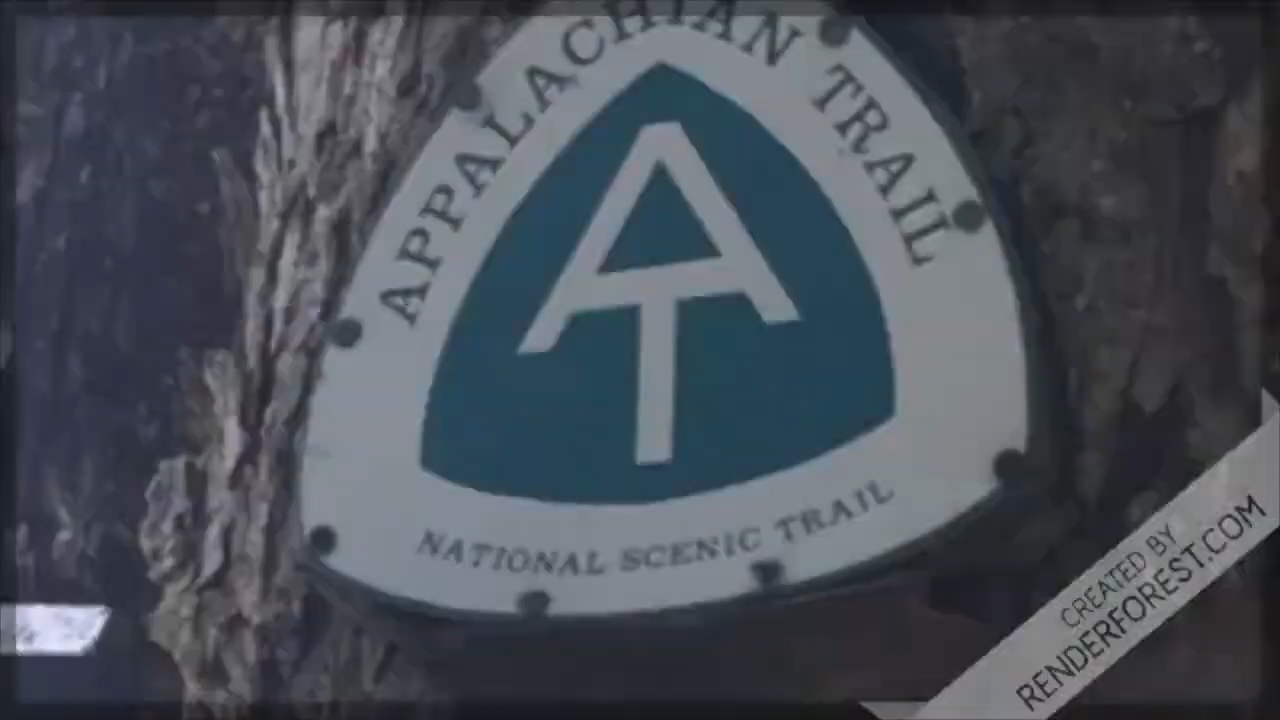 APPALACHIAN TRAIL
AT
NATIONAL SCENIC TRAIL
CREATED BY
RENDERFOREST.COM